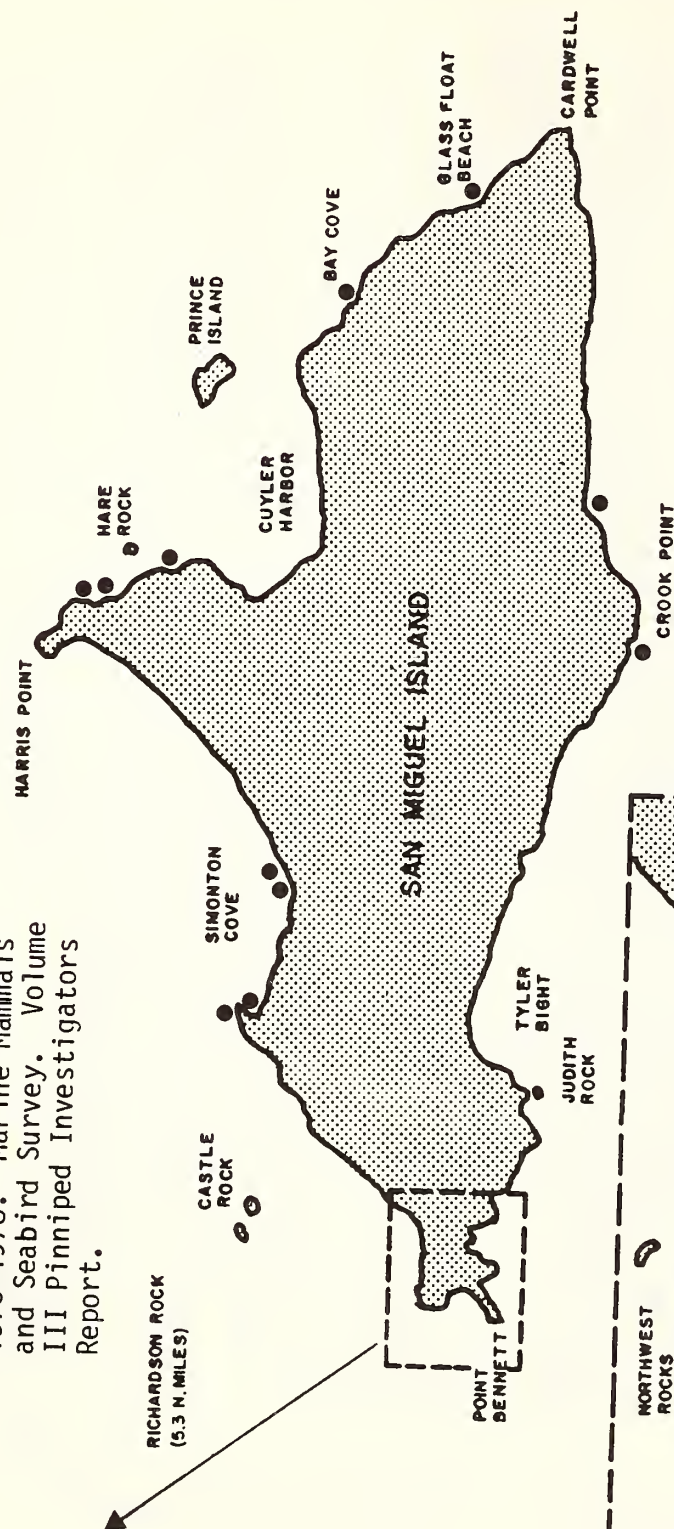 1975-1978. Marine Mammals
and Seabird Survey. Volume
III Pinniped Investigators
Report.
HARRIS POINT
HARE
ROCK
PRINCE
ISLAND
CUYLER
HARBOR
BAY COVE
GLASS FLOAT
BEACH
CARDWELL
POINT
SIMONTON
COVE
RICHARDSON ROCK
(5.3 N. MILES)
CASTLE
ROCK
SAN MIGUEL ISLAND
POINT
BENNETT
TYLER
BIGHT
JUDITH
ROCK
CROOK POINT
NORTHWEST
ROCKS